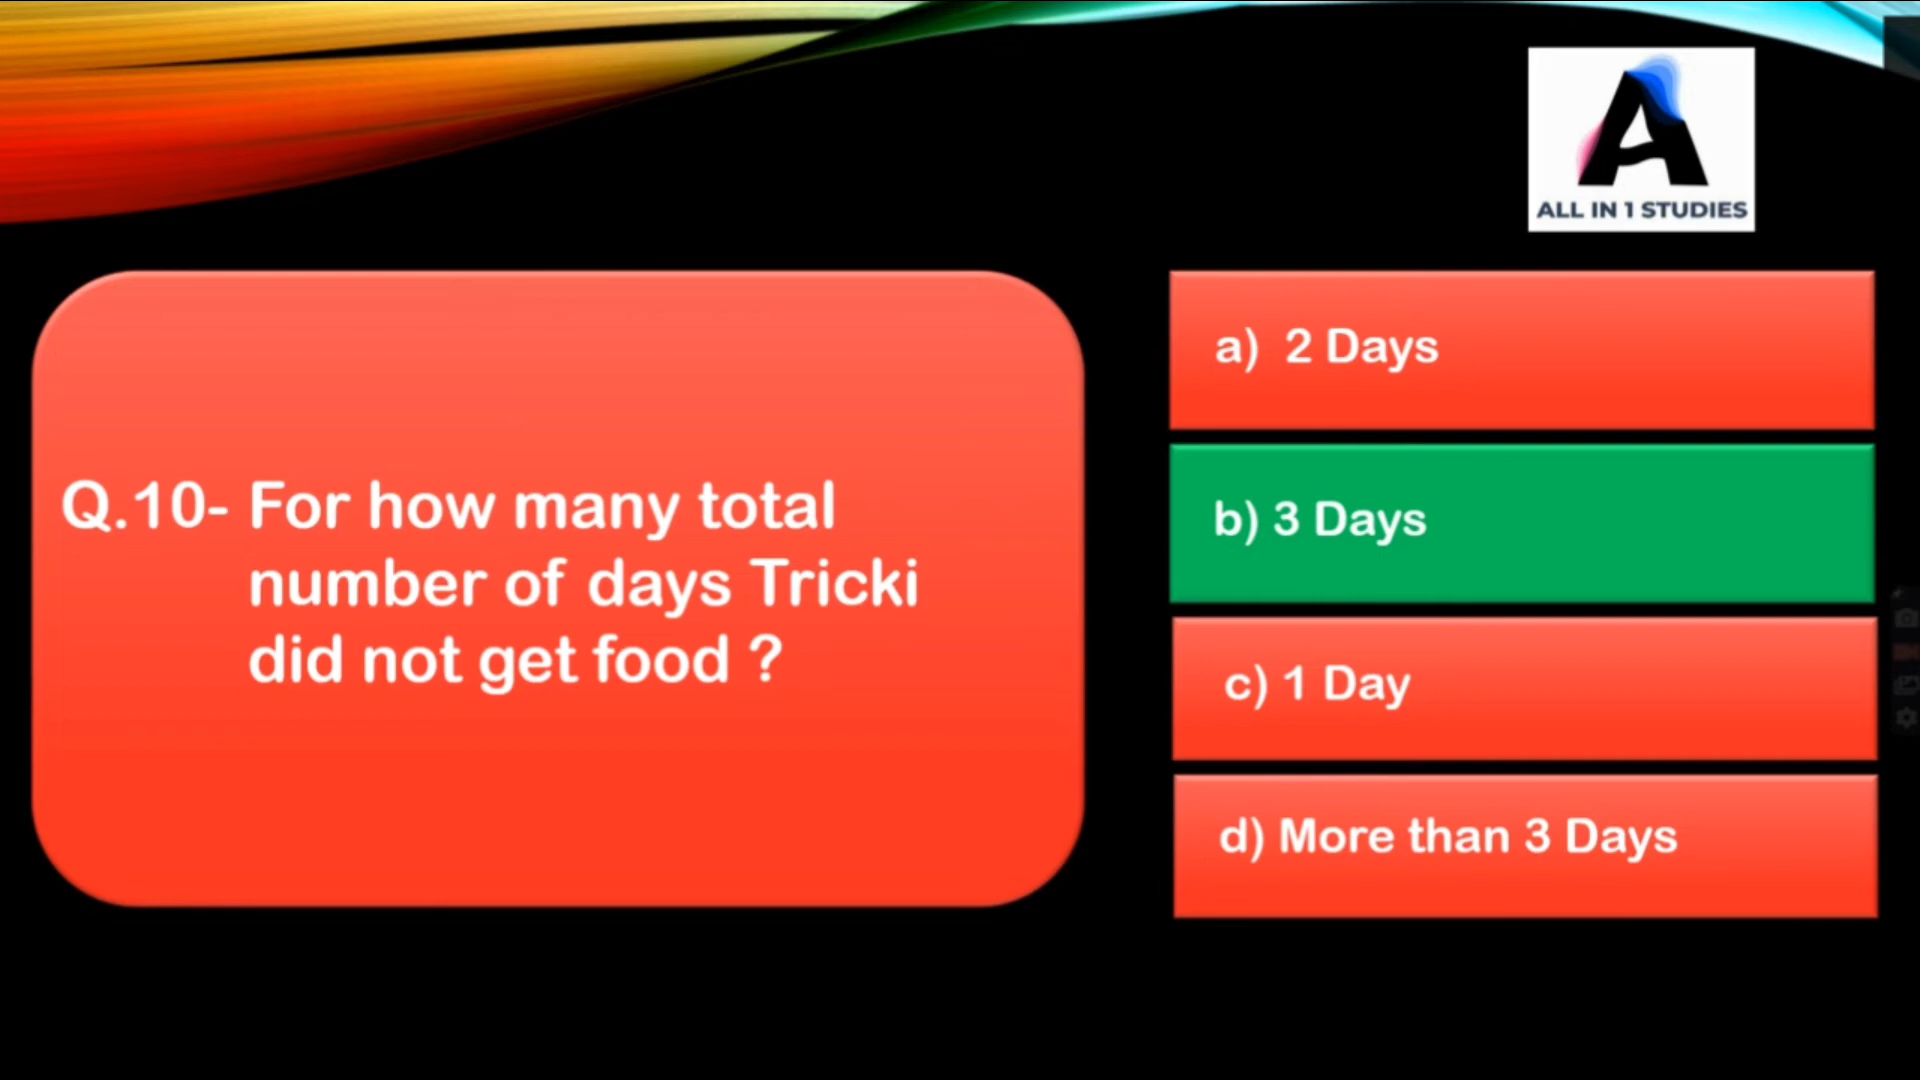 ALL IN 1 STUDIES
Q.10- For how many total
number of days Tricki
did not get food ?
a) 2 Days
b) 3 Days
c) 1 Day
d) More than 3 Days